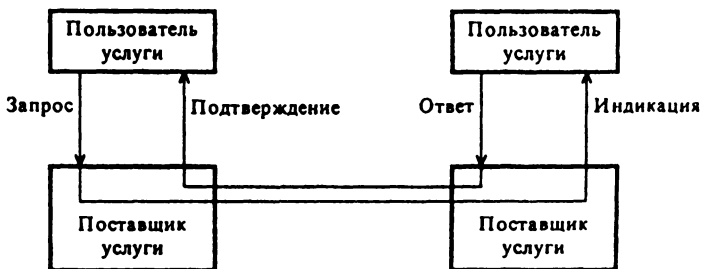 Пользователь
услуги
Пользователь
услуги
Запрос
Подтверждение
Ответ
Индикация
Поставщик
услуги
Поставщик
услуги